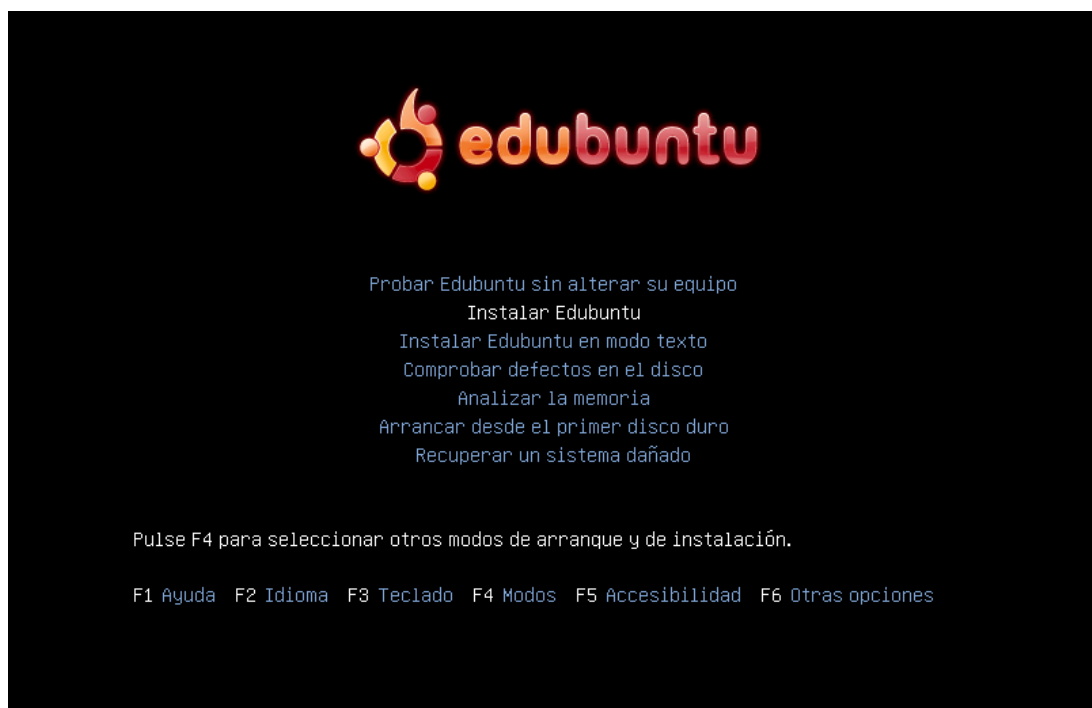 edubuntu
Probar Edubuntu sin alterar su equipo
Instalar Edubuntu
Instalar Edubuntu en modo texto
Comprobar defectos en el disco
Analizar la memoria
Arrancar desde el primer disco duro
Recuperar un sistema dañado
Pulse F4 para seleccionar otros modos de arranque y de instalación.
F1 Ayuda F2 Idioma F3 Teclado F4 Modos F5 Accesibilidad F6 Otras opciones